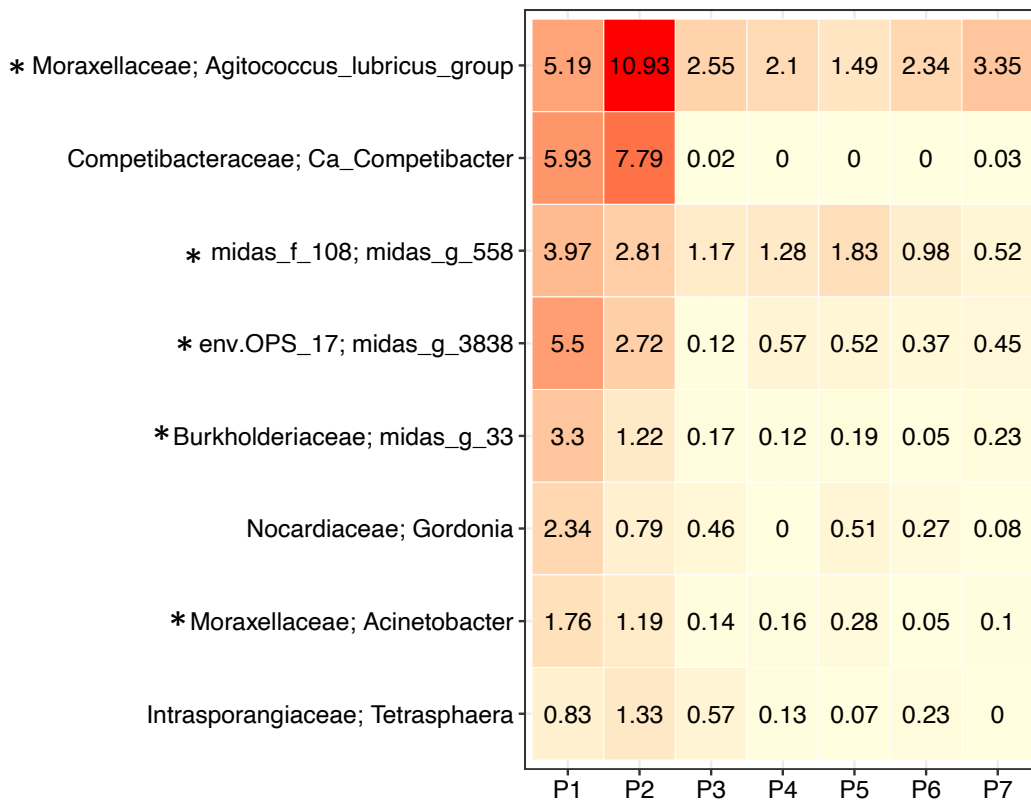 * Moraxellaceae; Agitococcus_lubricus_group 5.19 10.93 2.55 2.1 1.49 2.34 3.35
Competibacteraceae; Ca_Competibacter 5.93 7.79 0.02 0 0 0 0.03
* midas_f_108; midas_g_558 3.97 2.81 1.17 1.28 1.83 0.98 0.52
* env.OPS_17; midas_g_3838 5.5 2.72 0.12 0.57 0.52 0.37 0.45
* Burkholderiaceae; midas_g_33 3.3 1.22 0.17 0.12 0.19 0.05 0.23
Nocardiaceae; Gordonia 2.34 0.79 0.46 0 0.51 0.27 0.08
* Moraxellaceae; Acinetobacter 1.76 1.19 0.14 0.16 0.28 0.05 0.1
Intrasporangiaceae; Tetrasphaera 0.83 1.33 0.57 0.13 0.07 0.23 0
P1 P2 P3 P4 P5 P6 P7